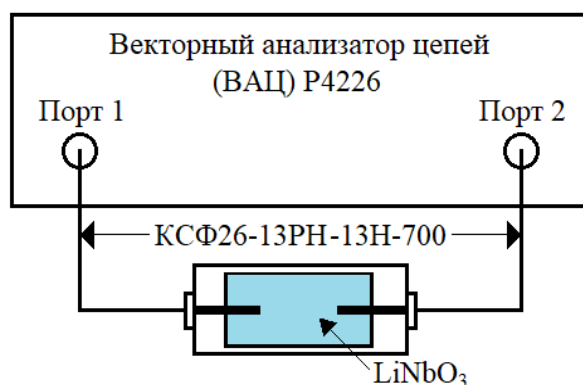 Векторный анализатор цепей
(ВАЦ) Р4226
Порт 1
Порт 2
КСФ26-13РН-13Н-700
LiNbO₃